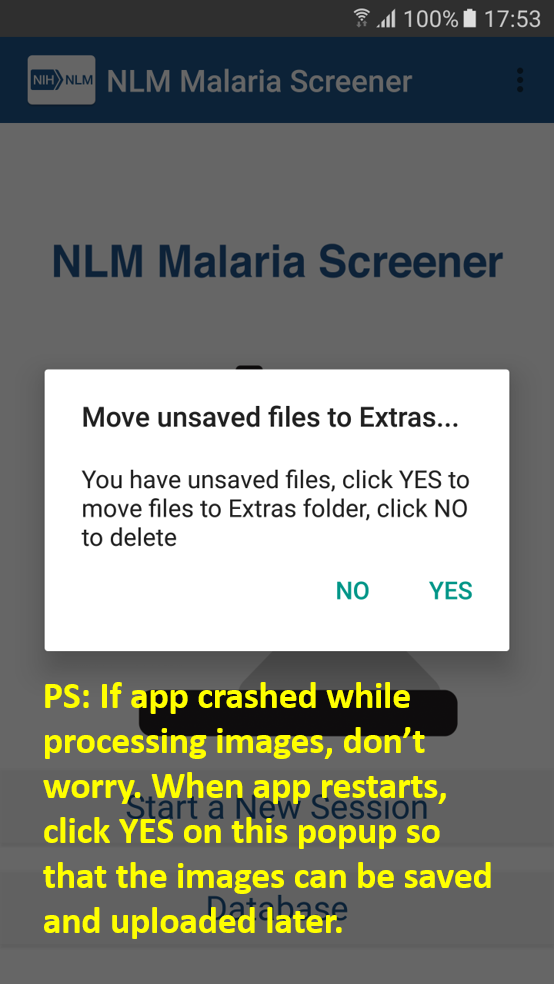 100% 17:53
NIH NLM NLM Malaria Screener
NLM Malaria Screener
Move unsaved files to Extras...
You have unsaved files, click YES to
move files to Extras folder, click NO
to delete
NO YES
PS: If app crashed while
processing images, don’t
worry. When app restarts,
Start a New Session
click YES on this popup so
that the images can be saved
Database
and uploaded later.